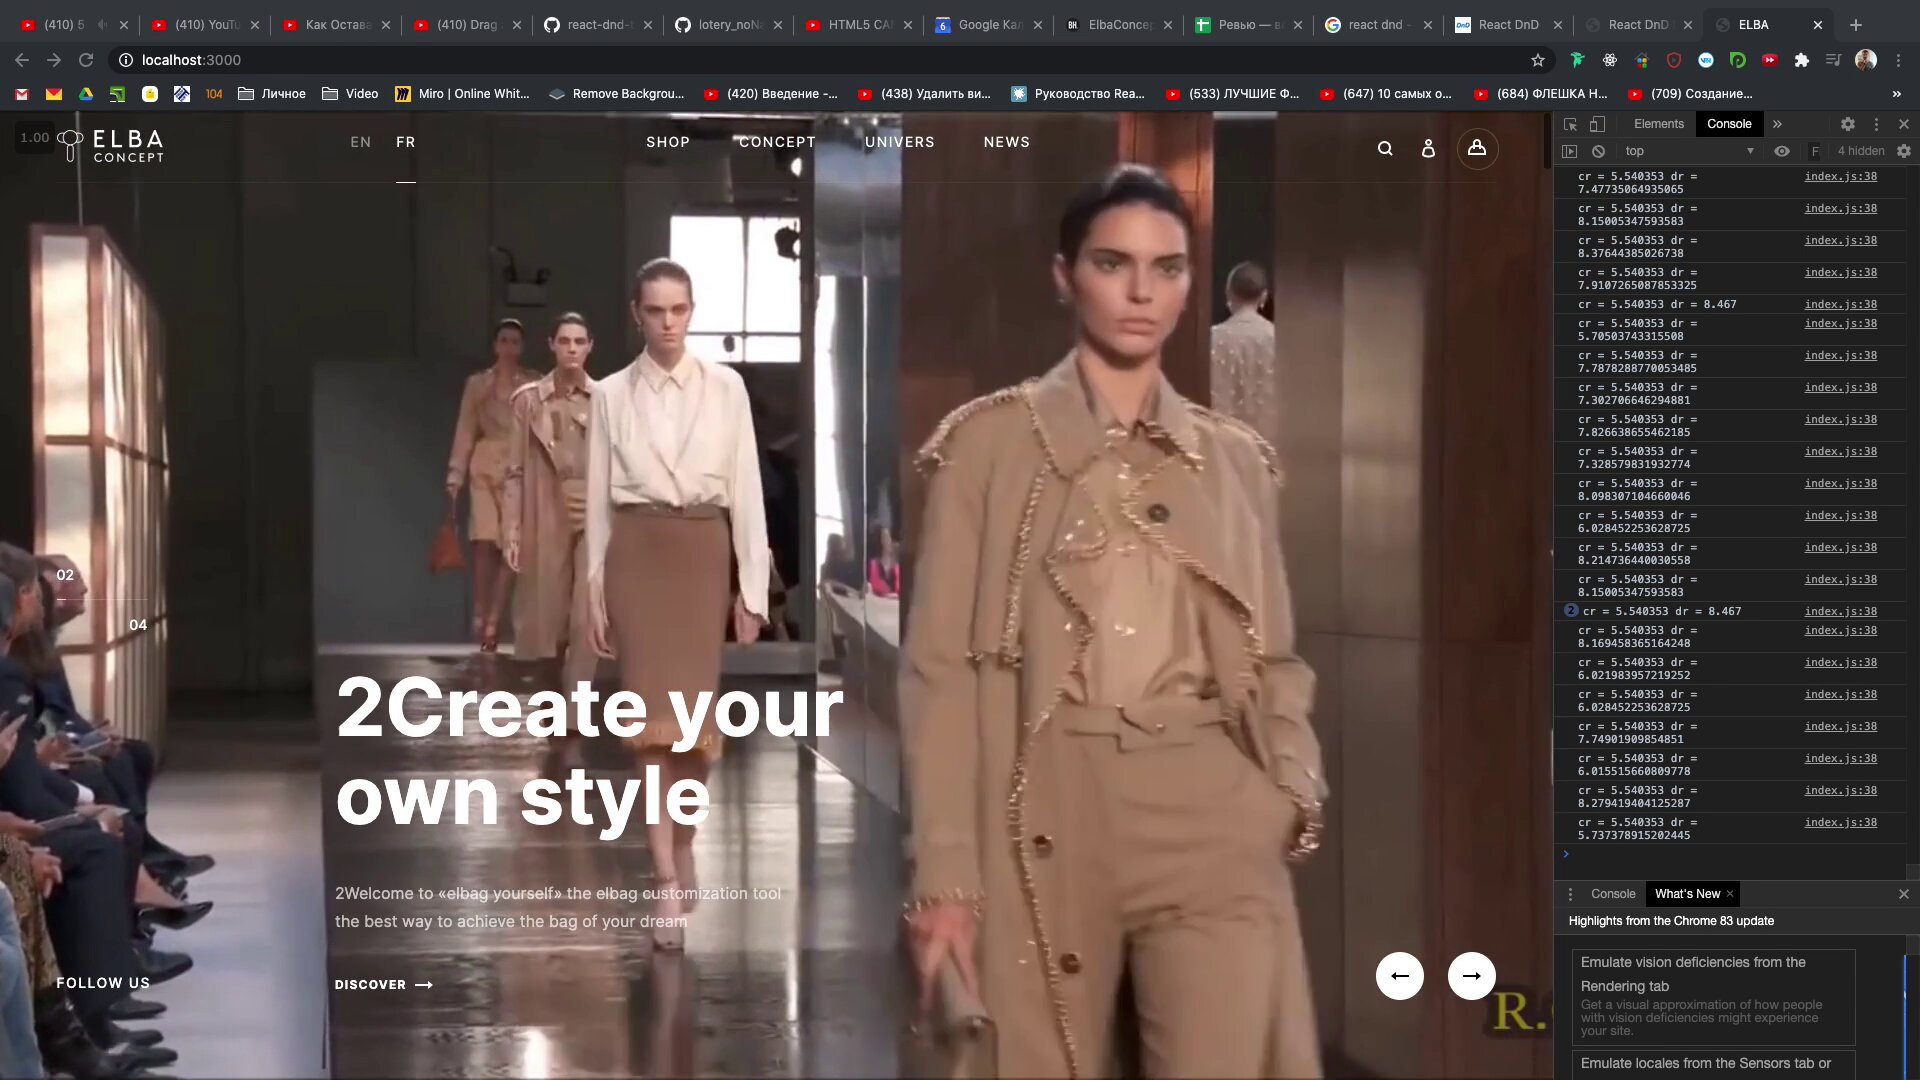 (410) 5
(410) YouTu
Как Остава
(410) Drag
react-dnd-t
lotery_noNa
HTML5 CAN
Google Кал
ElbaConcep
Ревью — вс
react dnd -
React DnD
React DnD
ELBA
localhost:3000
104 Личное Video Miro | Online Whit... Remove Backgrou... (420) Введение -... (438) Удалить ви... Руководство Rea... (533) ЛУЧШИЕ Ф... (647) 10 самых о... (684) ФЛЕШКА Н... (709) Создание... »
1.00
ELBA
CONCEPT
EN FR
SHOP CONCEPT UNIVERS NEWS
02
04
2Create your
own style
2Welcome to «elbag yourself» the elbag customization tool
the best way to achieve the bag of your dream
DISCOVER
FOLLOW US
R.
Elements Console »
top 4 hidden
cr = 5.540353 dr = index.js:38
7.47735064935065
cr = 5.540353 dr = index.js:38
8.15005347593583
cr = 5.540353 dr = index.js:38
8.37644385026738
cr = 5.540353 dr = index.js:38
7.9107265087853325
cr = 5.540353 dr = 8.467 index.js:38
cr = 5.540353 dr = index.js:38
5.70503743315508
cr = 5.540353 dr = index.js:38
7.7878288770053485
cr = 5.540353 dr = index.js:38
7.302706646294881
cr = 5.540353 dr = index.js:38
7.826638655462185
cr = 5.540353 dr = index.js:38
7.328579831932774
cr = 5.540353 dr = index.js:38
8.098307104660046
cr = 5.540353 dr = index.js:38
6.028452253628725
cr = 5.540353 dr = index.js:38
8.214736440030558
cr = 5.540353 dr = index.js:38
8.15005347593583
2 cr = 5.540353 dr = 8.467 index.js:38
cr = 5.540353 dr = index.js:38
8.169458365164248
cr = 5.540353 dr = index.js:38
6.021983957219252
cr = 5.540353 dr = index.js:38
6.028452253628725
cr = 5.540353 dr = index.js:38
7.74901909854851
cr = 5.540353 dr = index.js:38
6.015515660809778
cr = 5.540353 dr = index.js:38
8.279419404125287
cr = 5.540353 dr = index.js:38
5.737378915202445
Console What's New
Highlights from the Chrome 83 update
Emulate vision deficiencies from the
Rendering tab
Get a visual approximation of how people
with vision deficiencies might experience
your site.
Emulate locales from the Sensors tab or